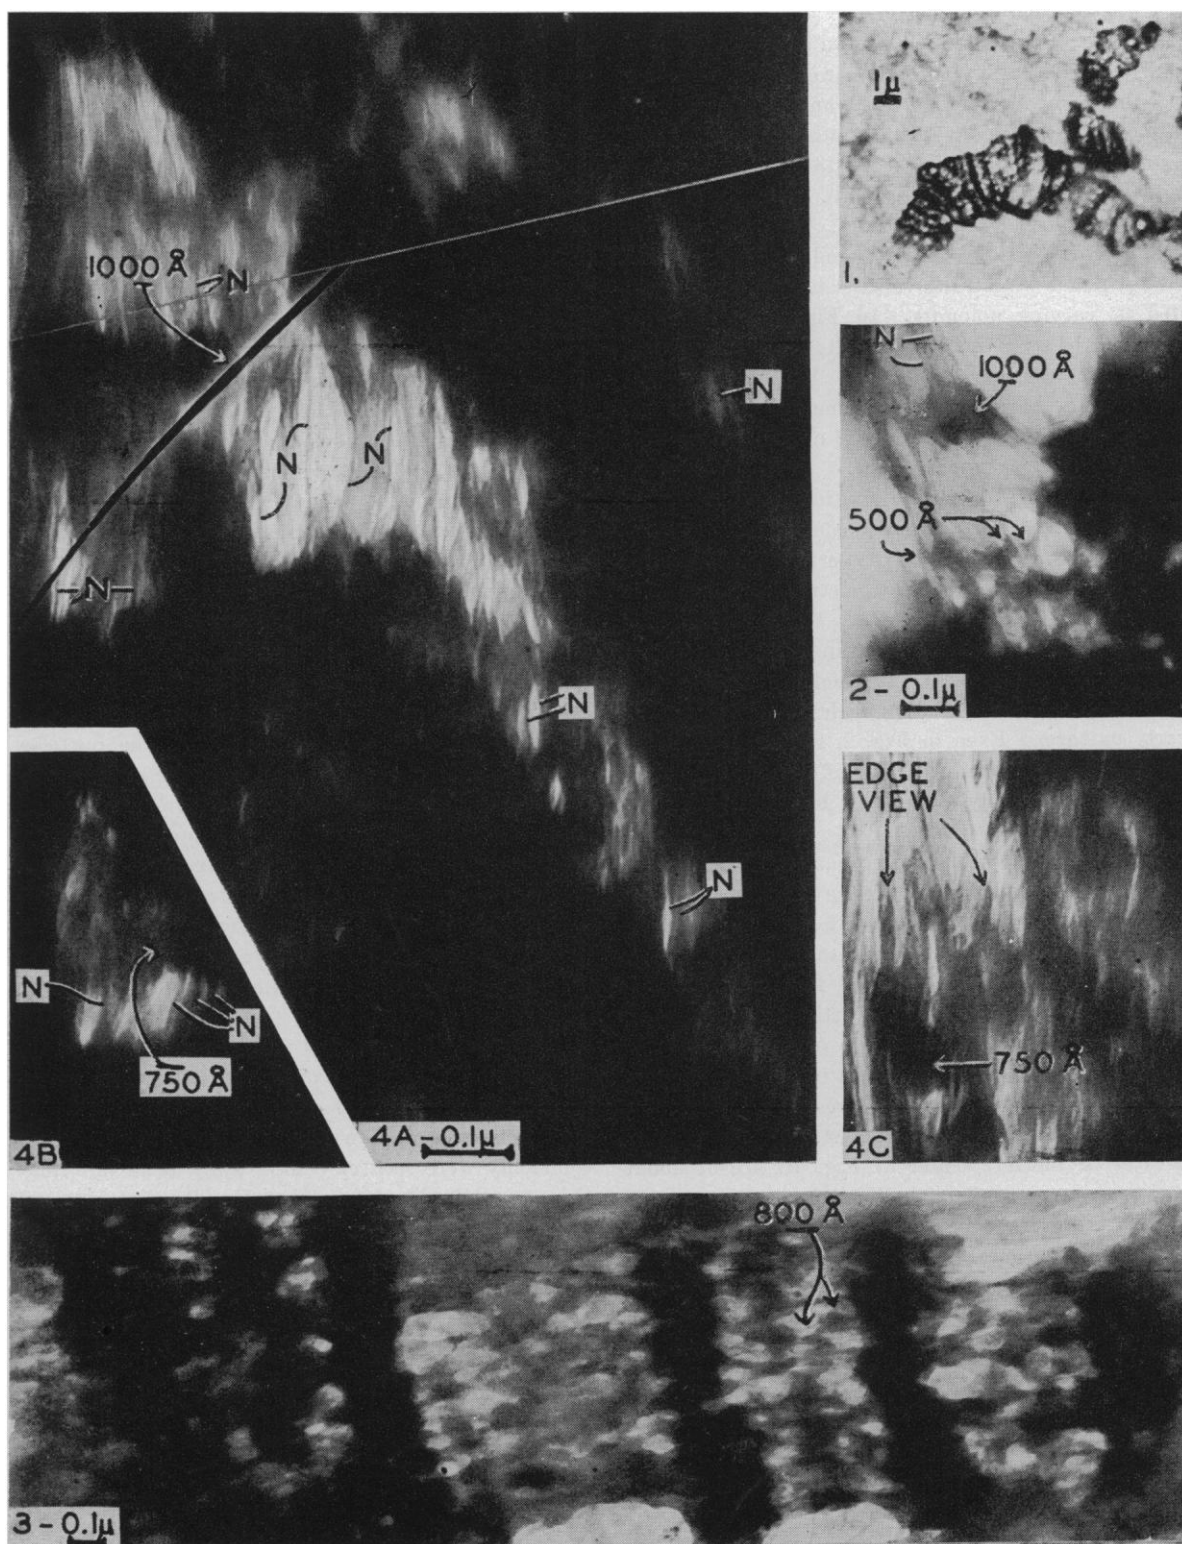 1000 Å
N
N
N
N
N
N
N
4A - 0.1μ
N
N
750 Å
4B
1μ
1.
N
1000 Å
500 Å
2 - 0.1μ
EDGE
VIEW
750 Å
4C
800 Å
3 - 0.1μ